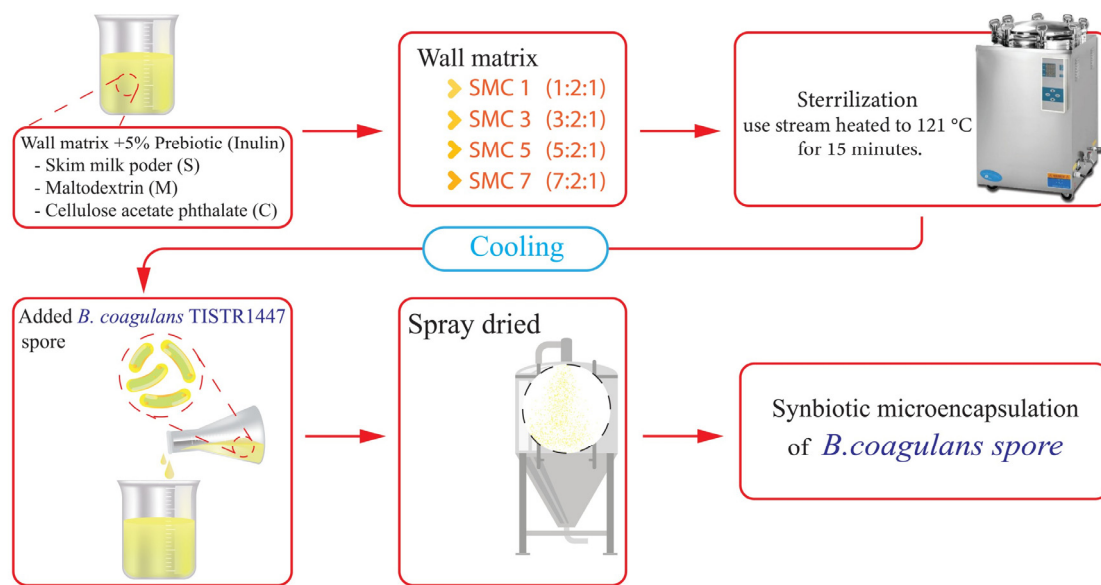 Wall matrix +5% Prebiotic (Inulin)
- Skim milk poder (S)
- Maltodextrin (M)
- Cellulose acetate phthalate (C)
Wall matrix
SMC 1 (1:2:1)
SMC 3 (3:2:1)
SMC 5 (5:2:1)
SMC 7 (7:2:1)
Sterrilization
use stream heated to 121 °C
for 15 minutes.
Cooling
Added B. coagulans TISTR1447
spore
Spray dried
Synbiotic microencapsulation
of B.coagulans spore